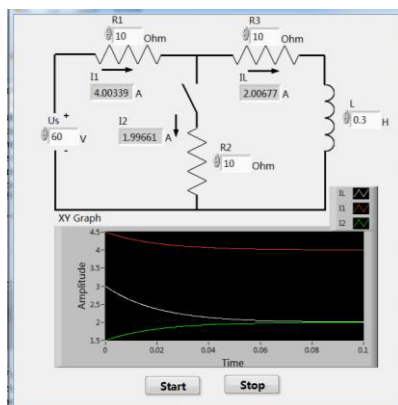 R1 R3
10 Ohm 10 Ohm
I1 IL
4.00339 A 2.00677 A
L
0.3 H
Us +
60 V
-
I2
1.99661 A
R2
10 Ohm
IL
I1
I2
XY Graph
4.5
4
3.5
3
2.5
2
1.5
Amplitude
0 0.02 0.04 0.06 0.08 0.1
Time
Start Stop